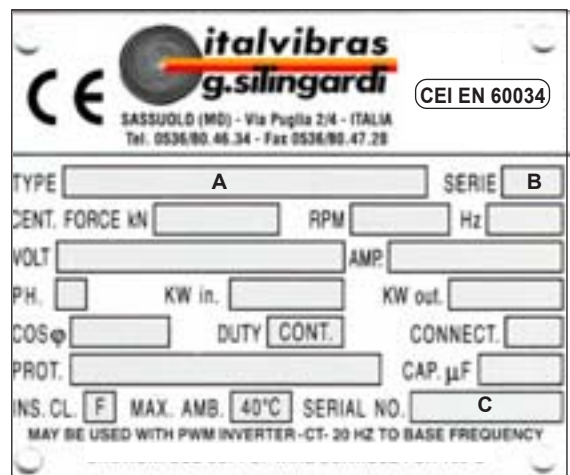 italvibras
g.silingardi
CE
CEI EN 60034
SASSUOLO (MO) - Via Puglia 2/4 - ITALIA
Tel. 0536/80.46.34 - Fax 0536/80.47.20
TYPE A SERIE B
CENT. FORCE kN RPM Hz
VOLT AMP.
PH. KW in. KW out.
COSφ DUTY CONT. CONNECT.
PROT. CAP. μF
INS. CL. F MAX. AMB. 40°C SERIAL NO. C
MAY BE USED WITH PWM INVERTER -CT- 20 HZ TO BASE FREQUENCY